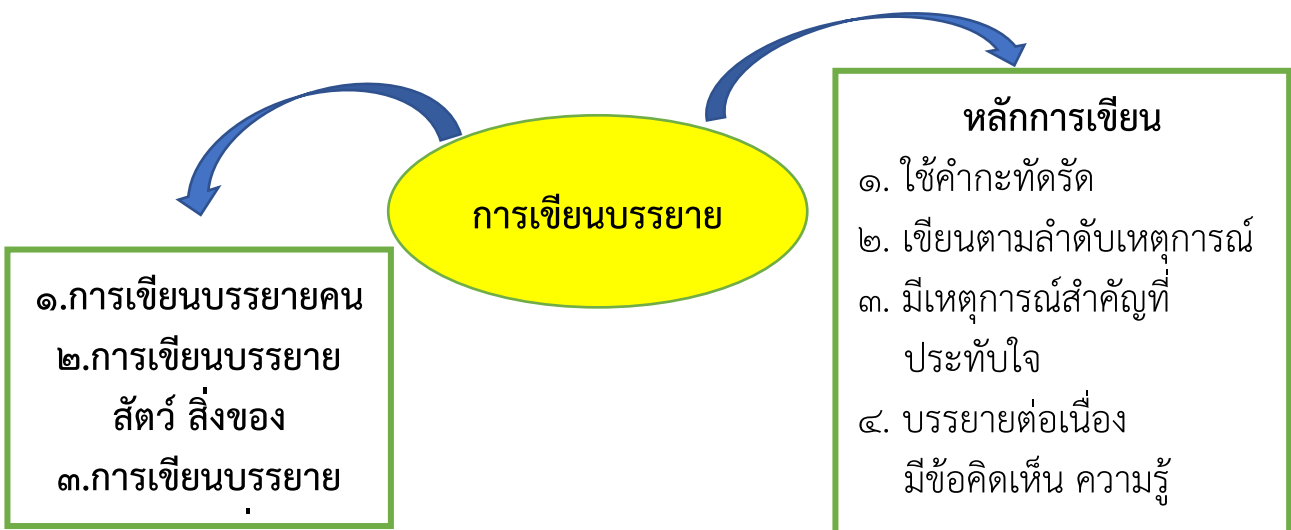 การเขียนบรรยาย
๑.การเขียนบรรยายคน
๒.การเขียนบรรยาย
สัตว์ สิ่งของ
๓.การเขียนบรรยาย
หลักการเขียน
๑. ใช้คำกะทัดรัด
๒. เขียนตามลำดับเหตุการณ์
๓. มีเหตุการณ์สำคัญที่
ประทับใจ
๔. บรรยายต่อเนื่อง
มีข้อคิดเห็น ความรู้